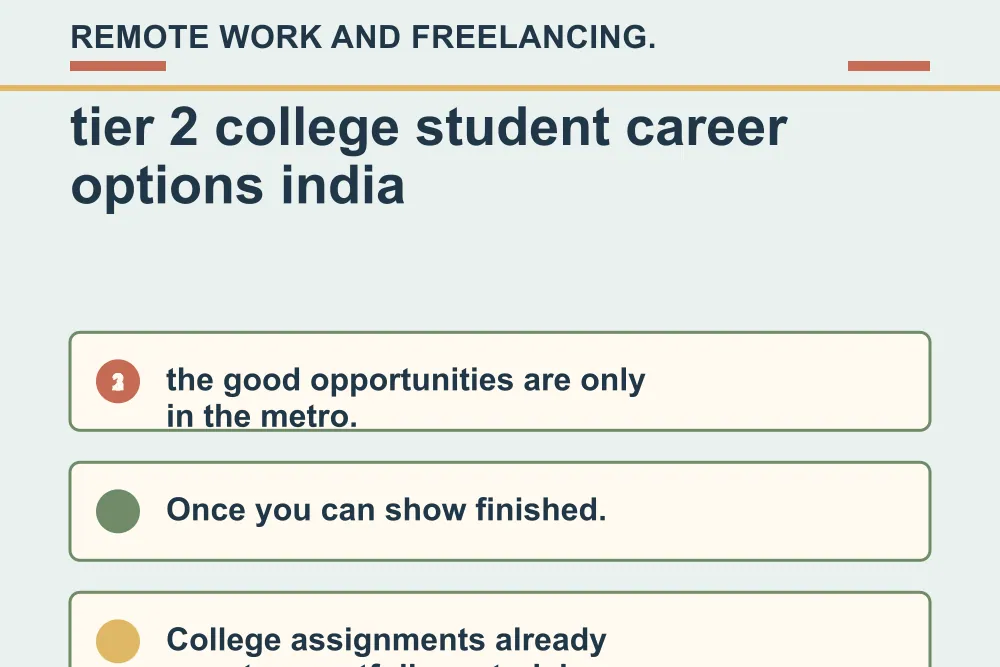 REMOTE WORK AND FREELANCING.
tier 2 college student career
options india
the good opportunities are only
in the metro.
Once you can show finished.
College assignments already